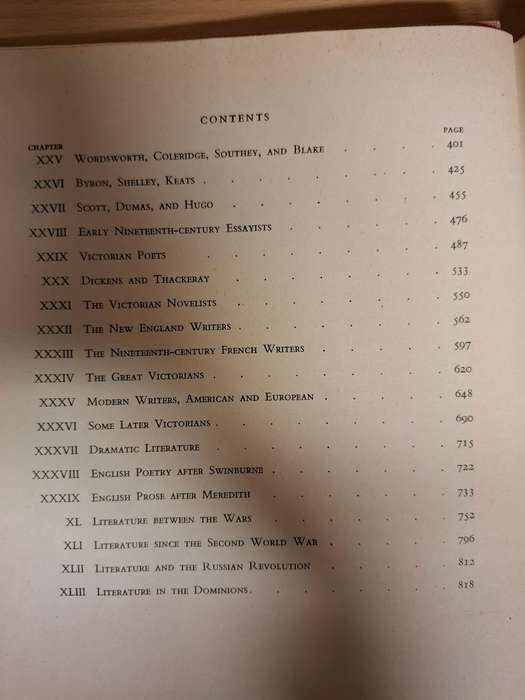 CONTENTS
CHAPTER PAGE
XXV Wordsworth, Coleridge, Southey, and Blake . . . . 401
XXVI Byron, Shelley, Keats . . . . . . . . 425
XXVII Scott, Dumas, and Hugo . . . . . . . 455
XXVIII Early Nineteenth-century Essayists . . . . . 476
XXIX Victorian Poets . . . . . . . . 487
XXX Dickens and Thackeray . . . . . . . 533
XXXI The Victorian Novelists . . . . . . . 550
XXXII The New England Writers . . . . . . . 562
XXXIII The Nineteenth-century French Writers . . . . . 597
XXXIV The Great Victorians . . . . . . . . 620
XXXV Modern Writers, American and European . . . . . 648
XXXVI Some Later Victorians . . . . . . . . 690
XXXVII Dramatic Literature . . . . . . . . 715
XXXVIII English Poetry after Swinburne . . . . . . 722
XXXIX English Prose after Meredith . . . . . . 733
XL Literature between the Wars . . . . . . 752
XLI Literature since the Second World War . . . . . 796
XLII Literature and the Russian Revolution . . . . 812
XLIII Literature in the Dominions . . . . . . . 818